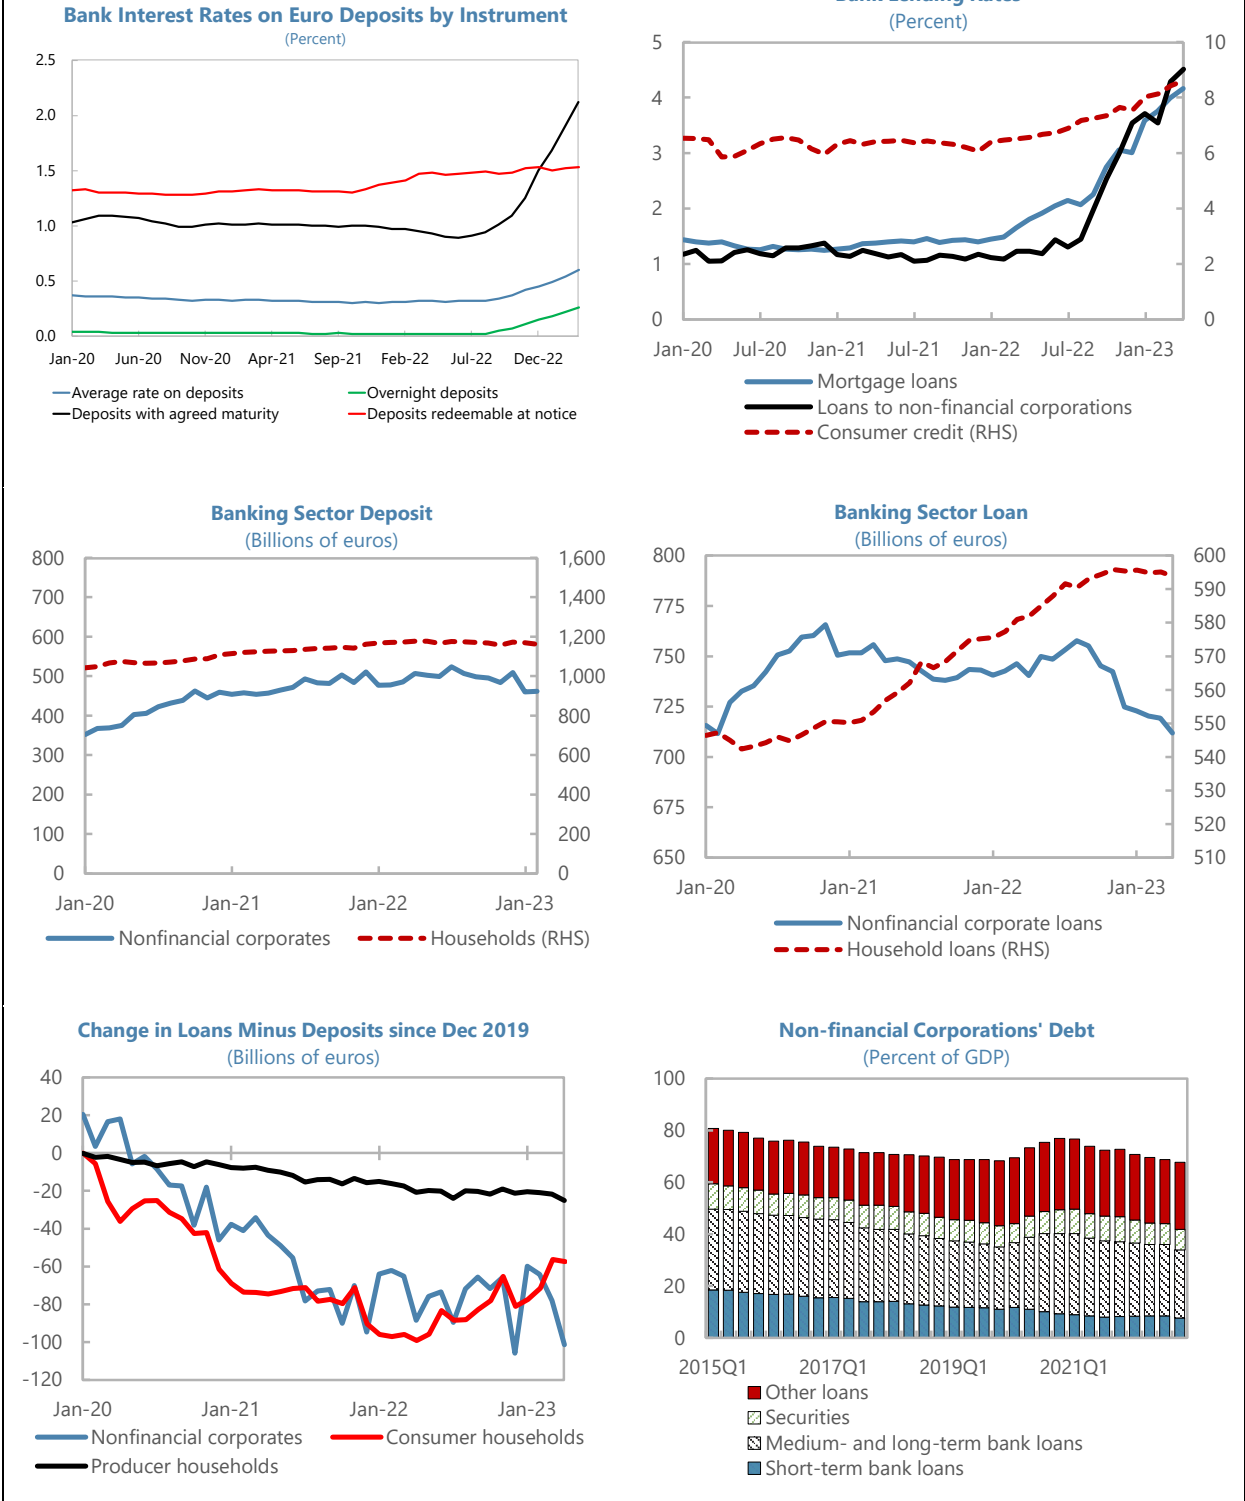 Bank Interest Rates on Euro Deposits by Instrument
(Percent)
2.5
2.0
1.5
1.0
0.5
0.0
Jan-20 Jun-20 Nov-20 Apr-21 Sep-21 Feb-22 Jul-22 Dec-22
Average rate on deposits Overnight deposits
Deposits with agreed maturity Deposits redeemable at notice
Bank Lending Rates
(Percent)
5 10
4 8
3 6
2 4
1 2
0 0
Jan-20 Jul-20 Jan-21 Jul-21 Jan-22 Jul-22 Jan-23
Mortgage loans
Loans to non-financial corporations
Consumer credit (RHS)
Banking Sector Deposit
(Billions of euros)
800 1,600
700 1,400
600 1,200
500 1,000
400 800
300 600
200 400
100 200
0 0
Jan-20 Jan-21 Jan-22 Jan-23
Nonfinancial corporates Households (RHS)
Banking Sector Loan
(Billions of euros)
800 600
590
775 580
750 570
560
725 550
700 540
530
675 520
650 510
Jan-20 Jan-21 Jan-22 Jan-23
Nonfinancial corporate loans
Household loans (RHS)
Change in Loans Minus Deposits since Dec 2019
(Billions of euros)
40
20
0
-20
-40
-60
-80
-100
-120
Jan-20 Jan-21 Jan-22 Jan-23
Nonfinancial corporates Consumer households
Producer households
Non-financial Corporations' Debt
(Percent of GDP)
100
80
60
40
20
0
2015Q1 2017Q1 2019Q1 2021Q1
Other loans
Securities
Medium- and long-term bank loans
Short-term bank loans